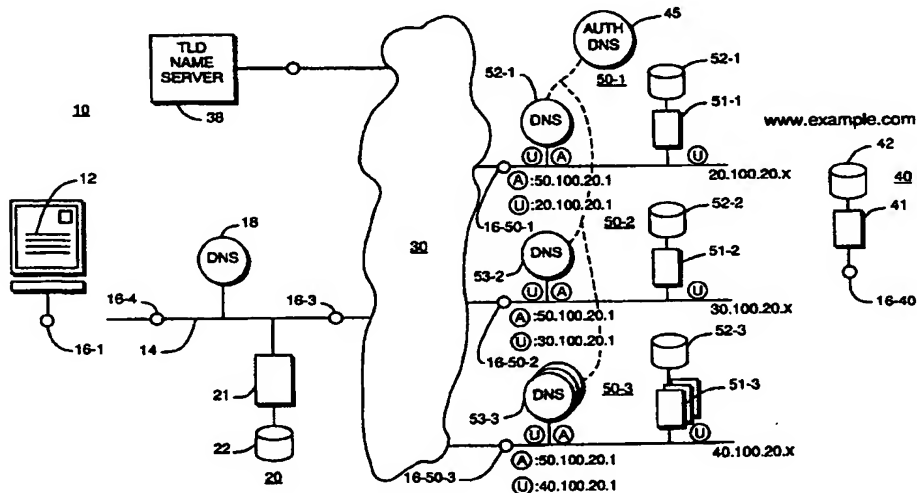 45
AUTH
DNS
TLD
NAME
SERVER
38
10
12
18
DNS
16-1
16-4
14
16-3
21
22
20
30
52-1
50-1
DNS
U A
A:50.100.20.1
U:20.100.20.1
16-50-1
52-1
51-1
U
20.100.20.x
www.example.com
42
40
41
16-40
50-2
DNS
53-2
U A
A:50.100.20.1
U:30.100.20.1
16-50-2
52-2
51-2
U
30.100.20.x
50-3
DNS
53-3
U A
A:50.100.20.1
U:40.100.20.1
16-50-3
52-3
51-3
U
40.100.20.x